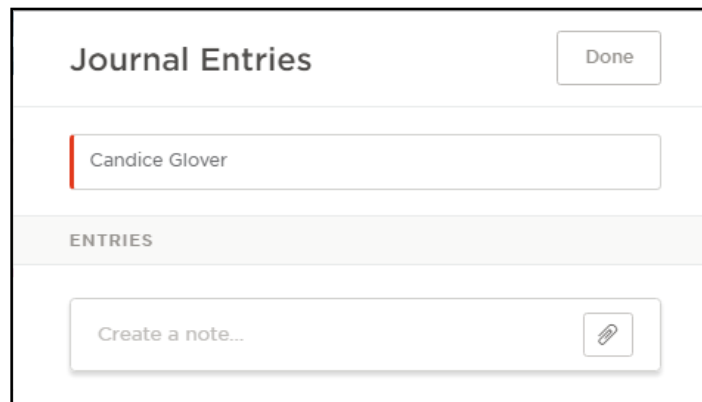 Journal Entries
Done
Candice Glover
ENTRIES
Create a note...